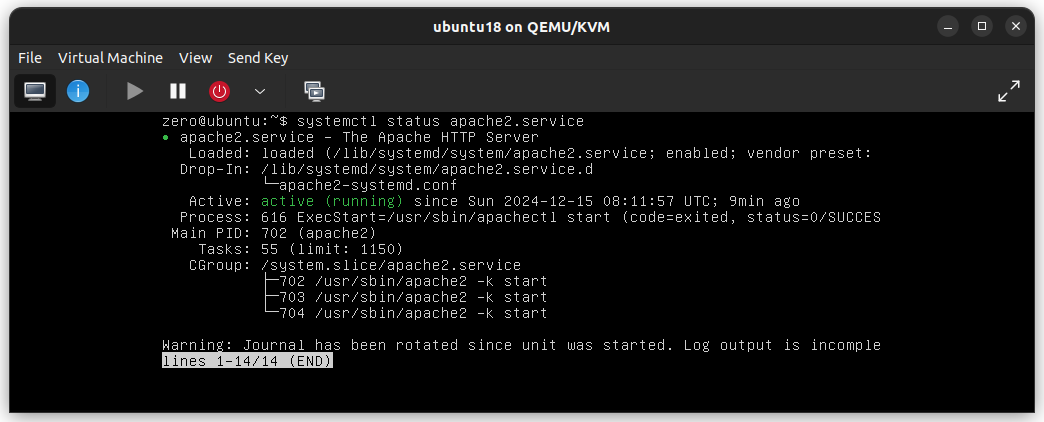 ubuntu18 on QEMU/KVM
File Virtual Machine View Send Key
zero@ubuntu:~$ systemctl status apache2.service
● apache2.service - The Apache HTTP Server
Loaded: loaded (/lib/systemd/system/apache2.service; enabled; vendor preset:
Drop-In: /lib/systemd/system/apache2.service.d
└─apache2-systemd.conf
Active: active (running) since Sun 2024-12-15 08:11:57 UTC; 9min ago
Process: 616 ExecStart=/usr/sbin/apachectl start (code=exited, status=0/SUCCES
Main PID: 702 (apache2)
Tasks: 55 (limit: 1150)
CGroup: /system.slice/apache2.service
├─702 /usr/sbin/apache2 -k start
├─703 /usr/sbin/apache2 -k start
└─704 /usr/sbin/apache2 -k start
Warning: Journal has been rotated since unit was started. Log output is incomple
lines 1-14/14 (END)